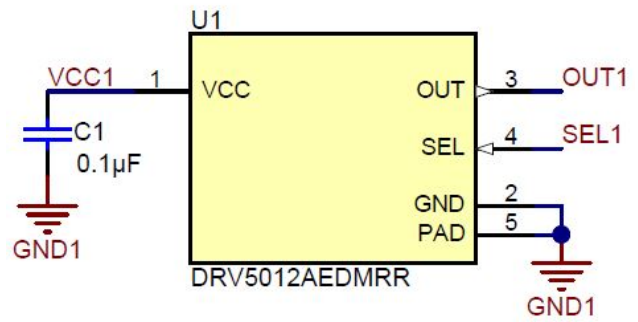 U1
VCC1 1 VCC OUT 3 OUT1
C1
0.1µF
SEL 4 SEL1
GND 2
PAD 5
GND1
DRV5012AEDMRR
GND1